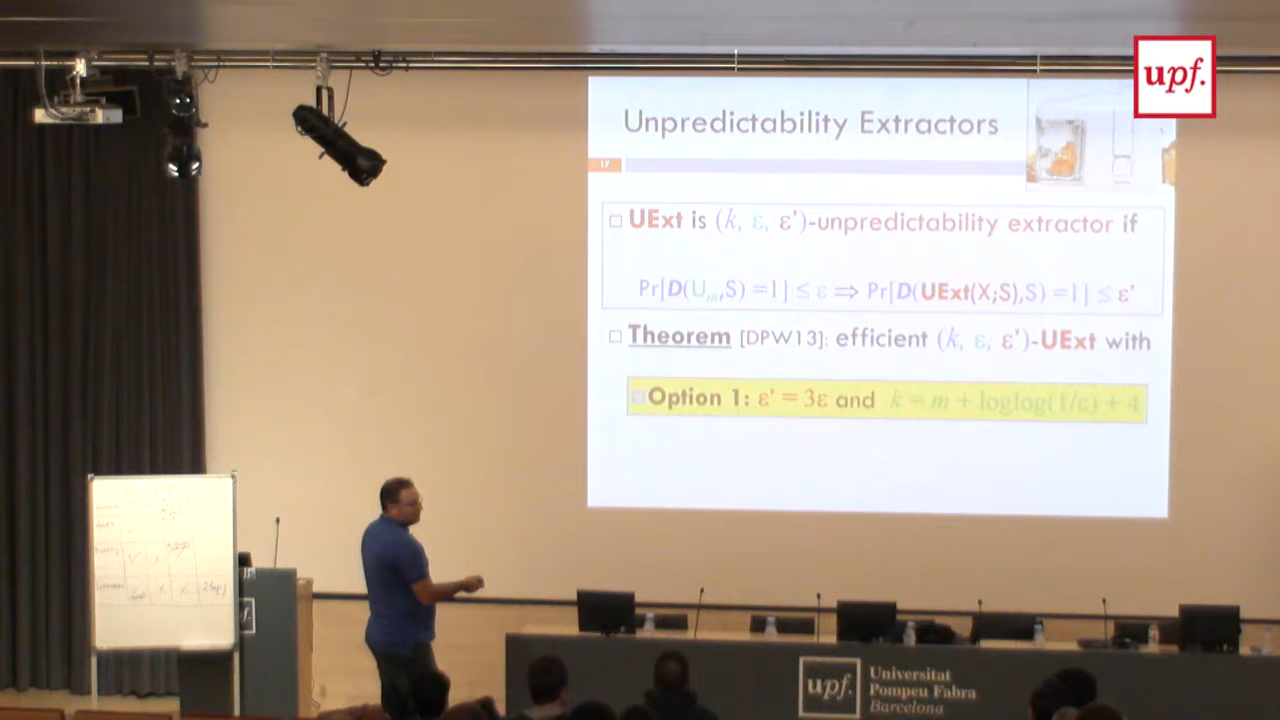 upf.
Unpredictability Extractors
17
UExt is (k, ε, ε')-unpredictability extractor if
Pr[D(Uₘ,S) =1] ≤ ε ⟹ Pr[D(UExt(X;S),S) =1] ≤ ε'
Theorem [DPW13]: efficient (k, ε, ε')-UExt with
Option 1: ε' = 3ε and k = m + loglog(1/ε) + 4
upf.
upf.
Universitat
Pompeu Fabra
Barcelona